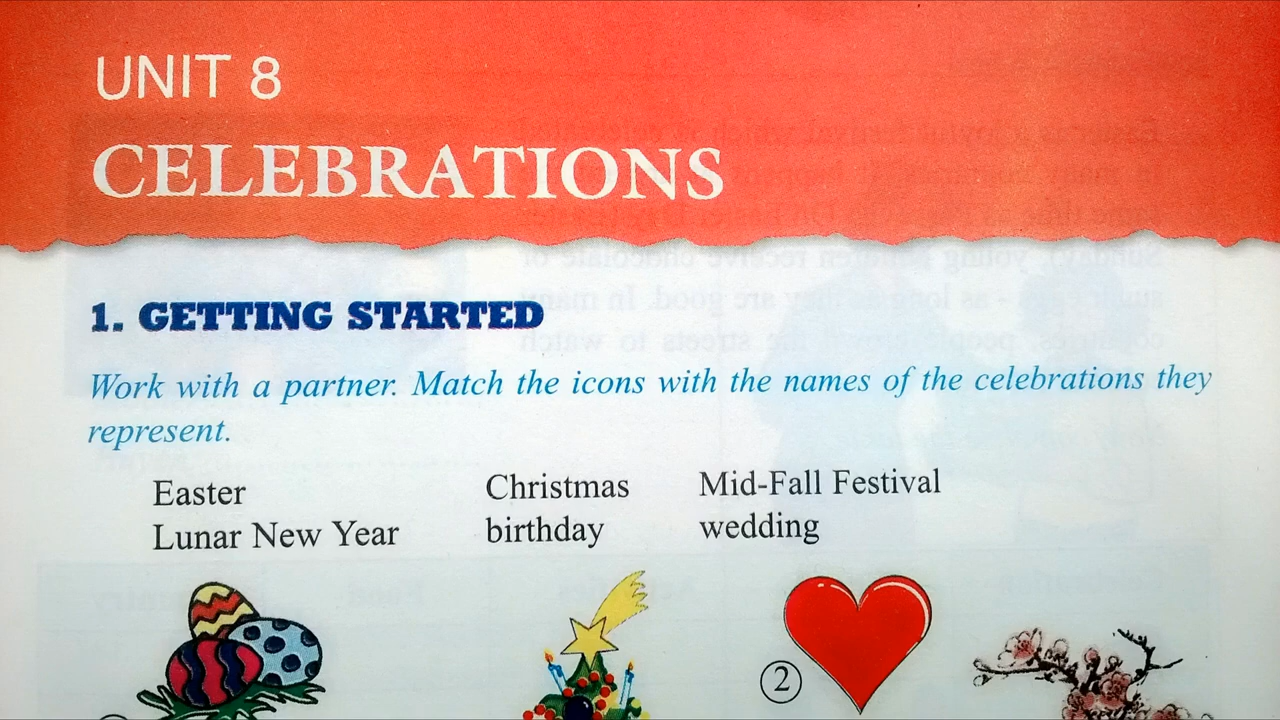 UNIT 8
CELEBRATIONS
1. GETTING STARTED
Work with a partner. Match the icons with the names of the celebrations they
represent.
Easter Christmas Mid-Fall Festival
Lunar New Year birthday wedding
2